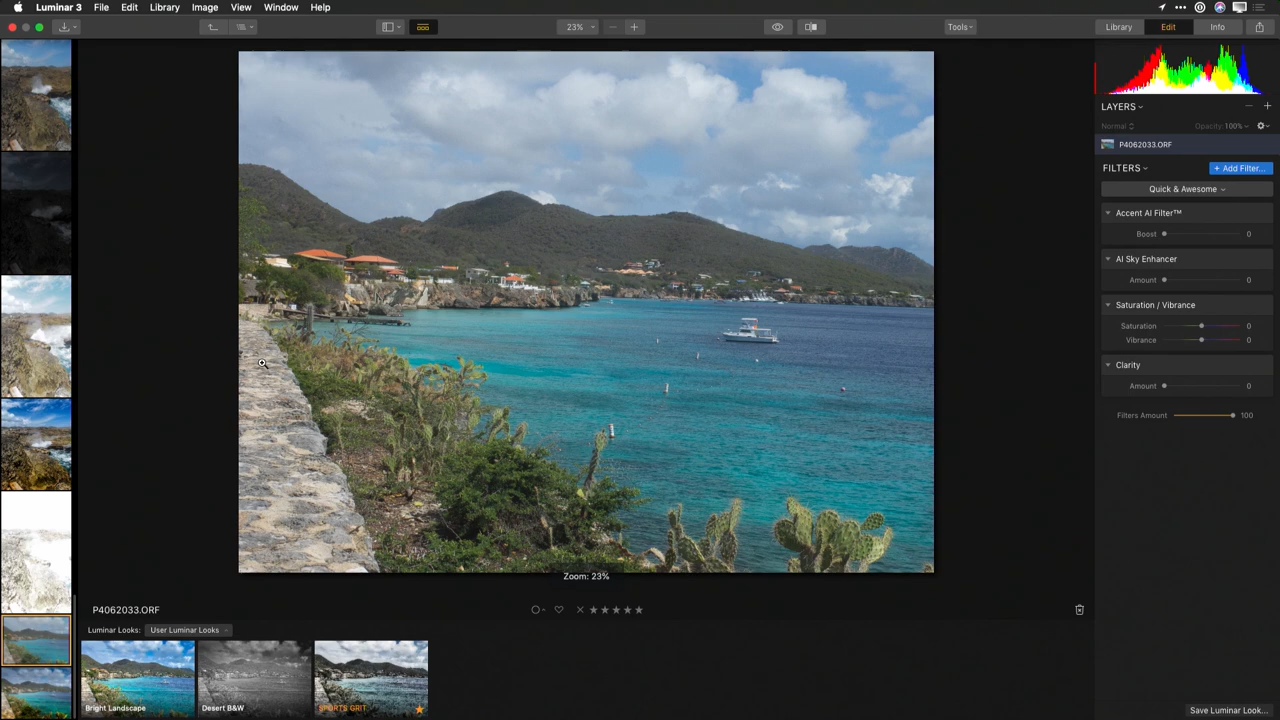 Luminar 3 File Edit Library Image View Window Help
23%
Tools
Library Edit Info
LAYERS
Normal Opacity: 100%
P4062033.ORF
FILTERS + Add Filter...
Quick & Awesome
Accent AI Filter™
Boost 0
AI Sky Enhancer
Amount 0
Saturation / Vibrance
Saturation 0
Vibrance 0
Clarity
Amount 0
Filters Amount 100
Zoom: 23%
P4062033.ORF
Luminar Looks: User Luminar Looks
Bright Landscape Desert B&W SPORTS GRIT
Save Luminar Look...